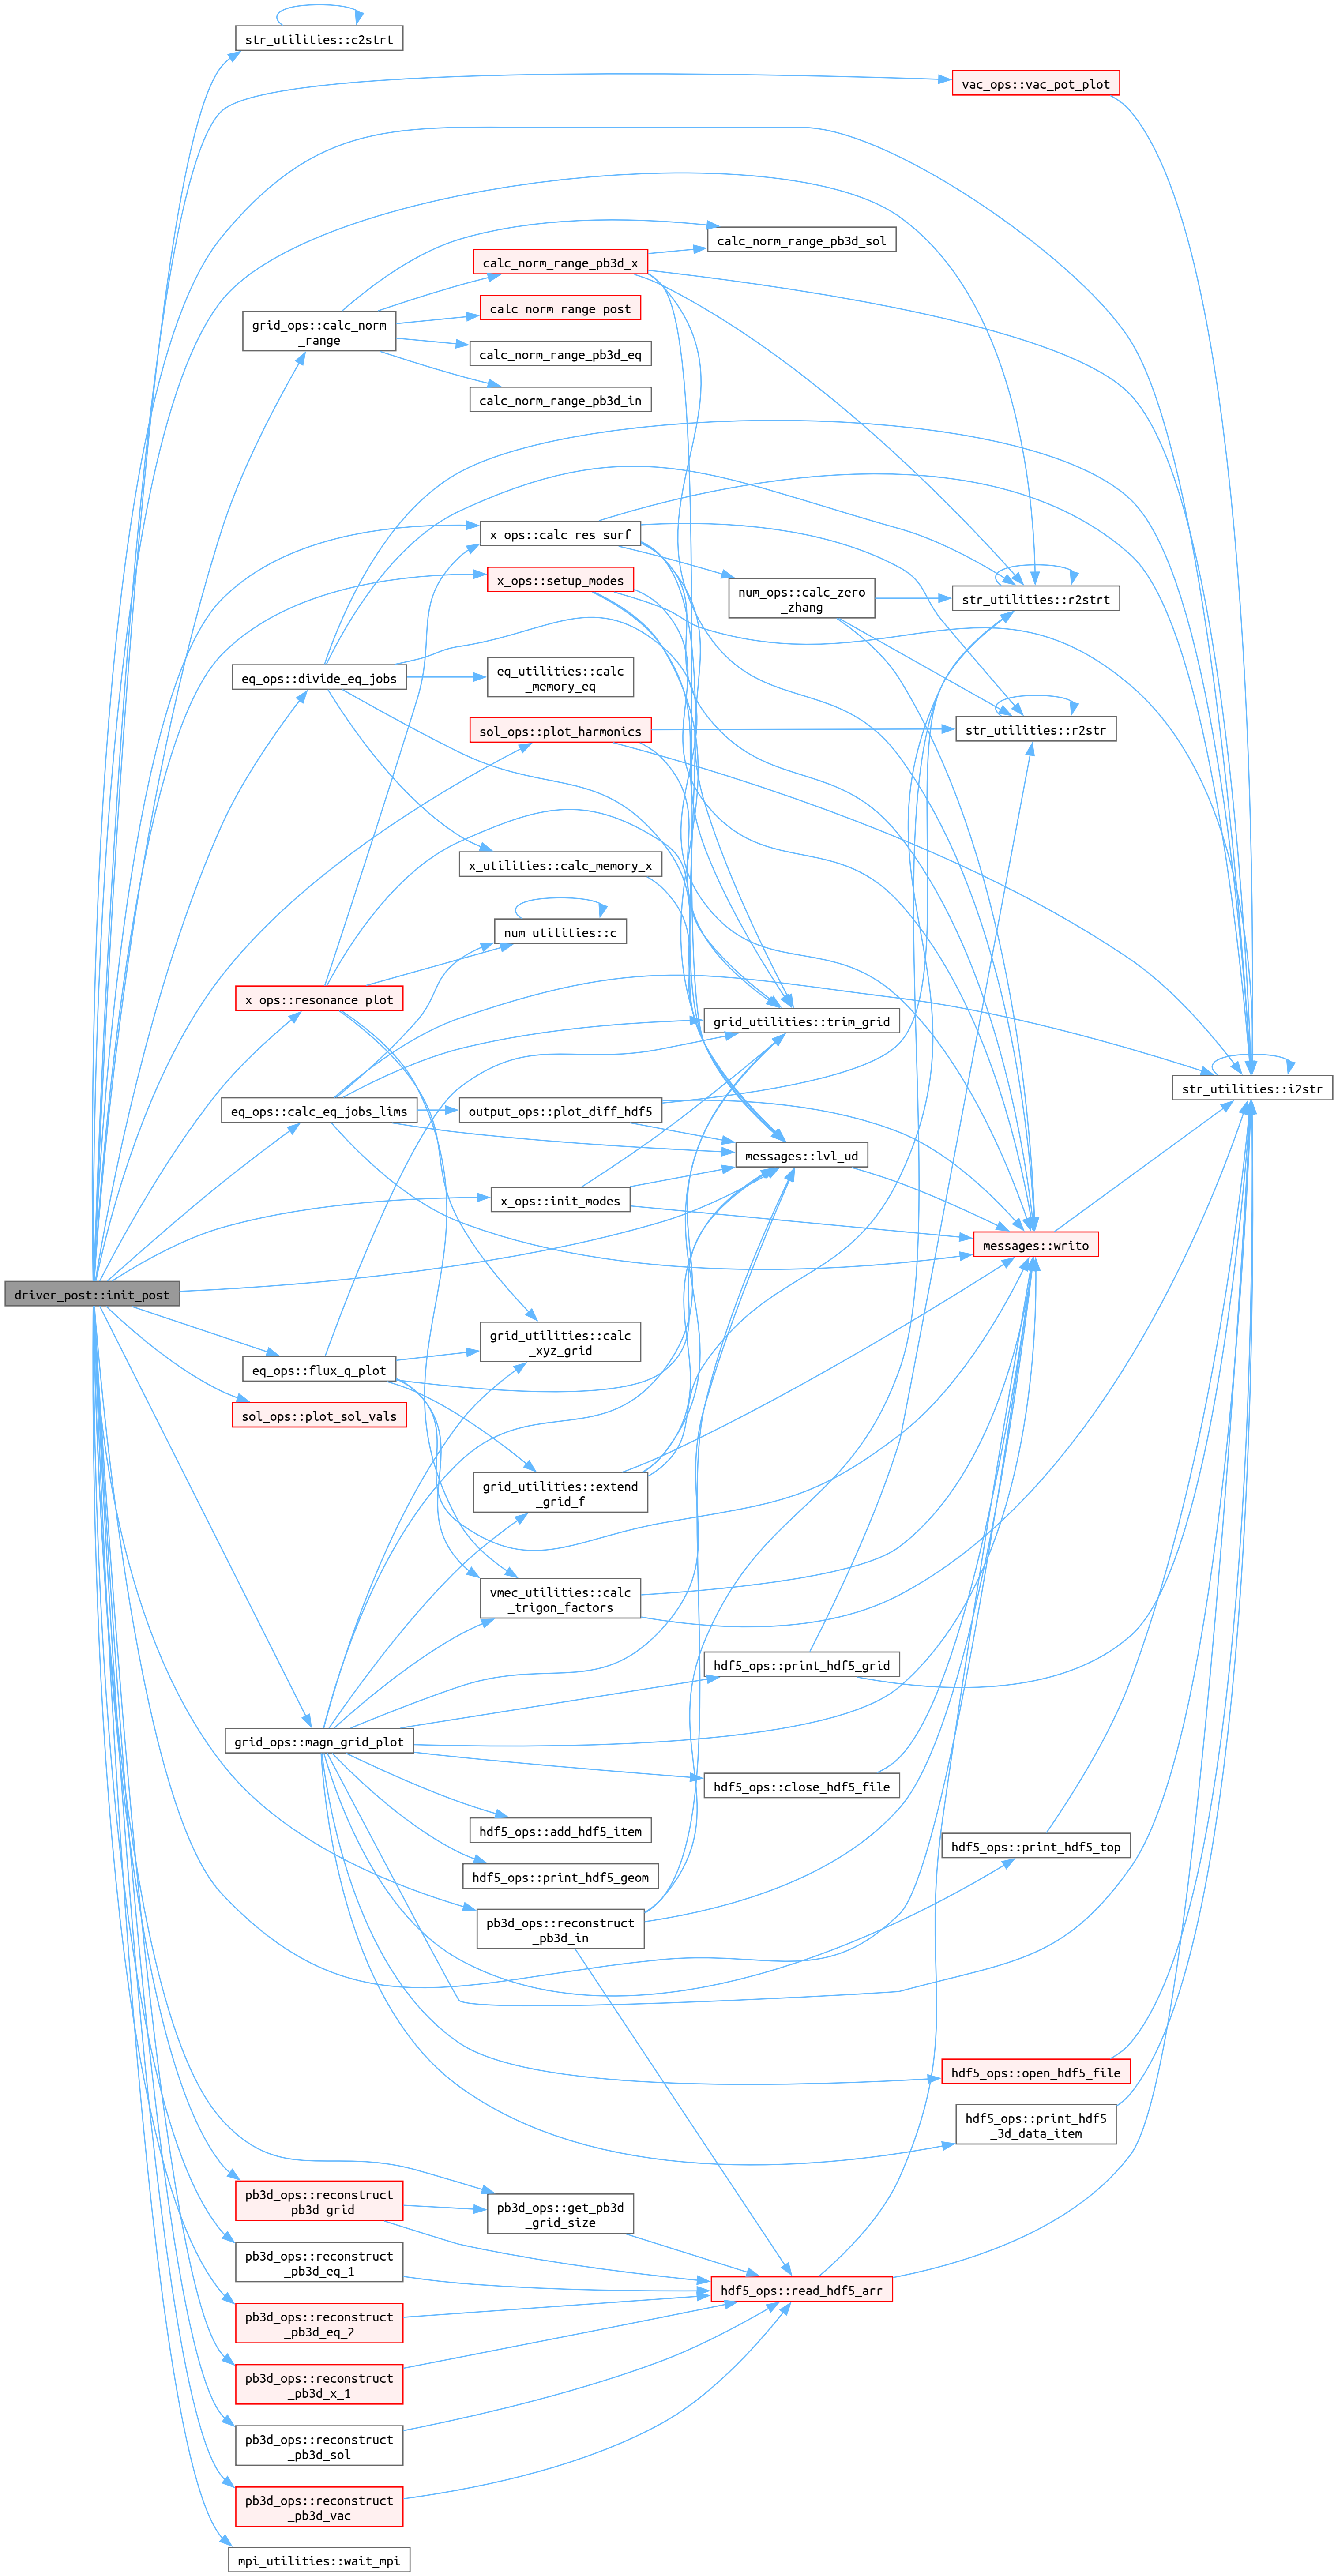 str_utilities::c2strt
vac_ops::vac_pot_plot
calc_norm_range_pb3d_sol
calc_norm_range_pb3d_x
calc_norm_range_post
grid_ops::calc_norm
_range
calc_norm_range_pb3d_eq
calc_norm_range_pb3d_in
x_ops::calc_res_surf
x_ops::setup_modes
num_ops::calc_zero
_zhang
str_utilities::r2strt
eq_ops::divide_eq_jobs
eq_utilities::calc
_memory_eq
sol_ops::plot_harmonics
str_utilities::r2str
x_utilities::calc_memory_x
num_utilities::c
x_ops::resonance_plot
grid_utilities::trim_grid
str_utilities::i2str
eq_ops::calc_eq_jobs_lims
output_ops::plot_diff_hdf5
messages::lvl_ud
x_ops::init_modes
messages::writo
driver_post::init_post
grid_utilities::calc
_xyz_grid
eq_ops::flux_q_plot
sol_ops::plot_sol_vals
grid_utilities::extend
_grid_f
vmec_utilities::calc
_trigon_factors
hdf5_ops::print_hdf5_grid
grid_ops::magn_grid_plot
hdf5_ops::close_hdf5_file
hdf5_ops::add_hdf5_item
hdf5_ops::print_hdf5_top
hdf5_ops::print_hdf5_geom
pb3d_ops::reconstruct
_pb3d_in
hdf5_ops::open_hdf5_file
hdf5_ops::print_hdf5
_3d_data_item
pb3d_ops::reconstruct
_pb3d_grid
pb3d_ops::get_pb3d
_grid_size
pb3d_ops::reconstruct
_pb3d_eq_1
hdf5_ops::read_hdf5_arr
pb3d_ops::reconstruct
_pb3d_eq_2
pb3d_ops::reconstruct
_pb3d_x_1
pb3d_ops::reconstruct
_pb3d_sol
pb3d_ops::reconstruct
_pb3d_vac
mpi_utilities::wait_mpi